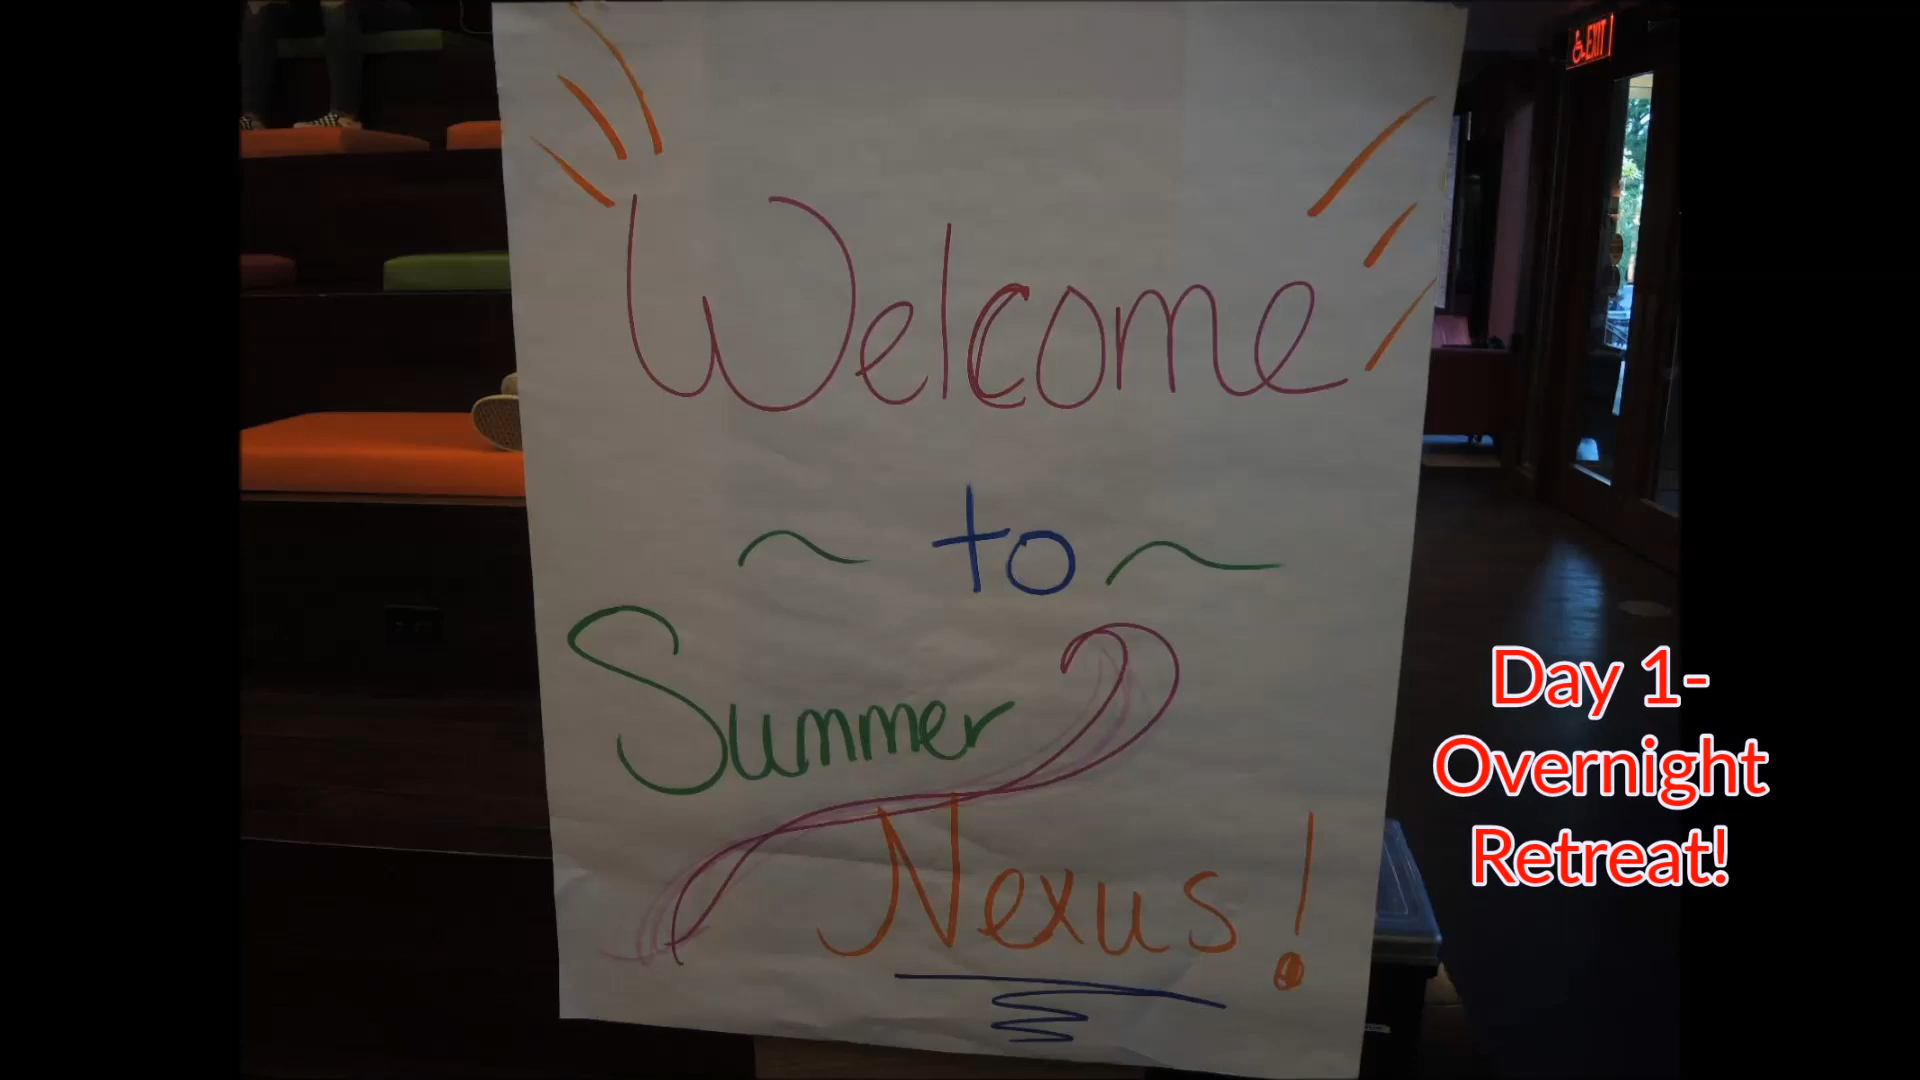 EXIT
Welcome
~ to ~
Summer
Nexus!
Day 1-
Overnight
Retreat!